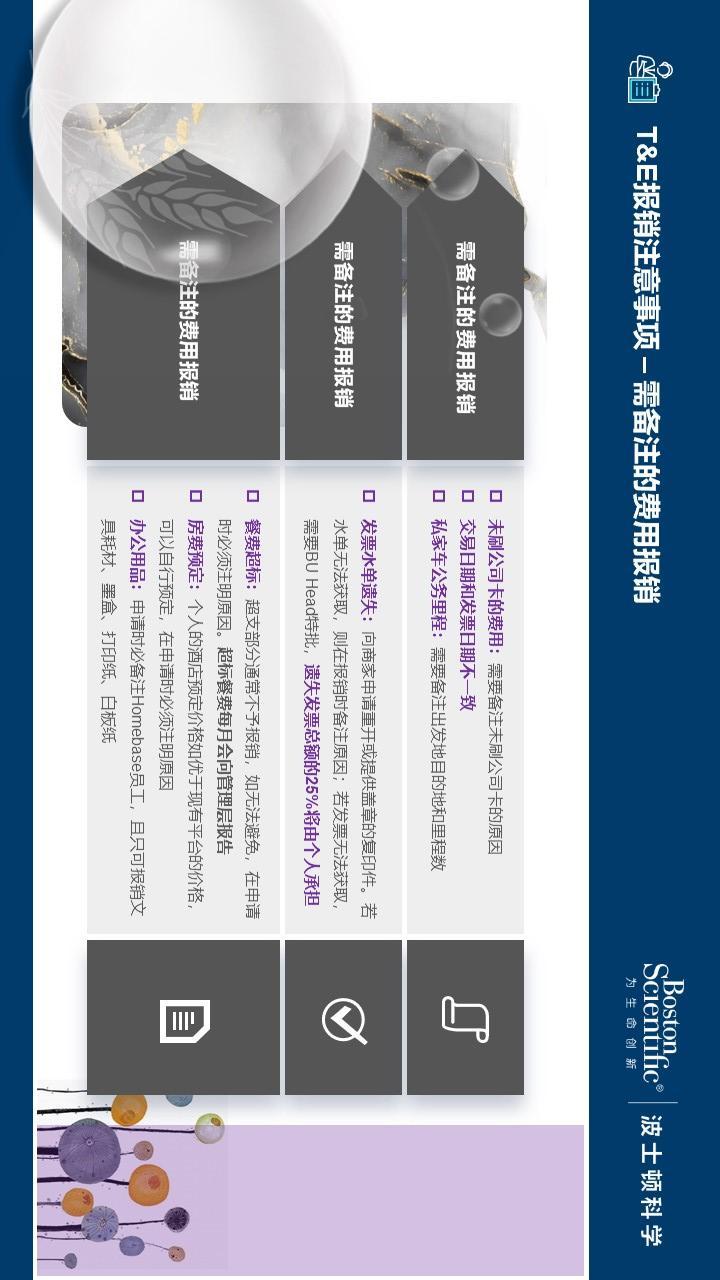 T&E报销注意事项 – 需备注的费用报销
Boston
Scientific®
为生命创新
波士顿科学
需备注的费用报销
未刷公司卡的费用：需要备注未刷公司卡的原因
交易日期和发票日期不一致
私家车公务里程：需要备注出发地目的地和里程数
需备注的费用报销
发票水单遗失：向商家申请重开或提供盖章的复印件。若
水单无法获取，则在报销时备注原因；若发票无法获取，
需要BU Head特批，遗失发票总额的25%将由个人承担
需备注的费用报销
餐费超标：超支部分通常不予报销，如无法避免，在申请
时必须注明原因。超标餐费每月会向管理层报告
房费预定：个人的酒店预定价格如优于现有平台的价格，
可以自行预定，在申请时必须注明原因
办公用品：申请时必备注Homebase员工，且只可报销文
具耗材、墨盒、打印纸、白板纸